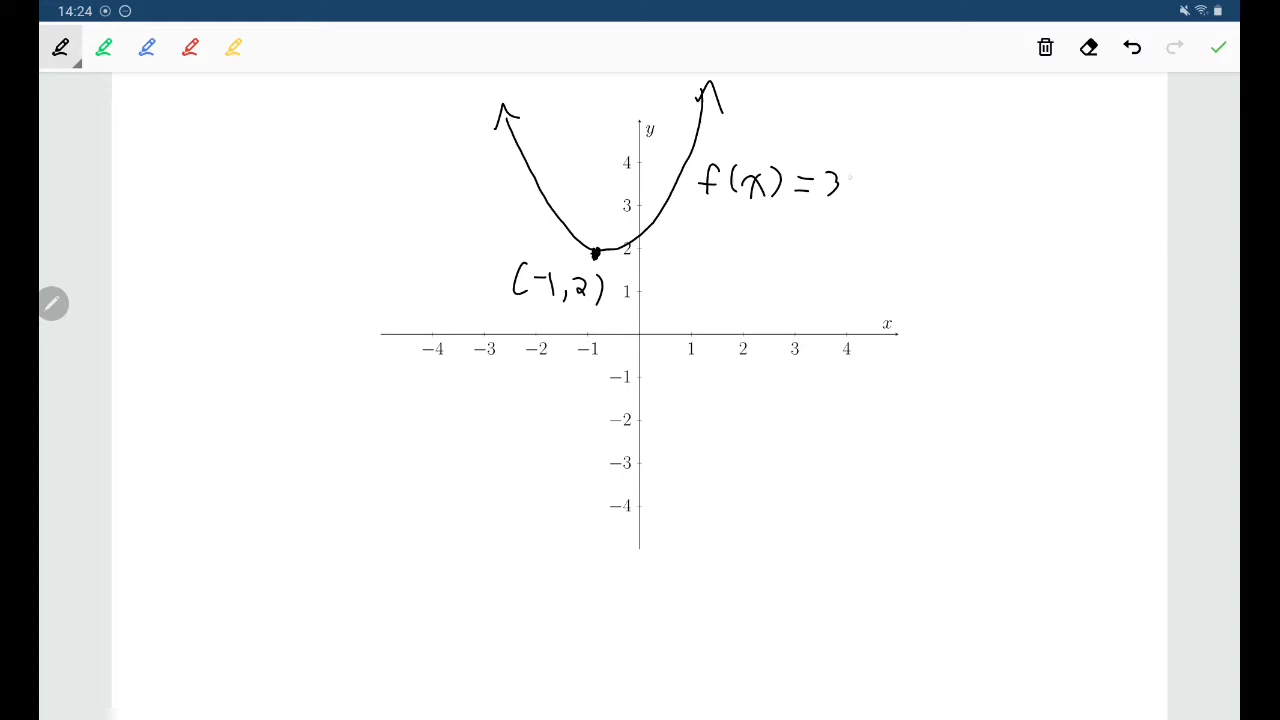 14:24
y
4
f(x) = 3
3
2
(-1,2)
1
x
−4 −3 −2 −1 1 2 3 4
−1
−2
−3
−4